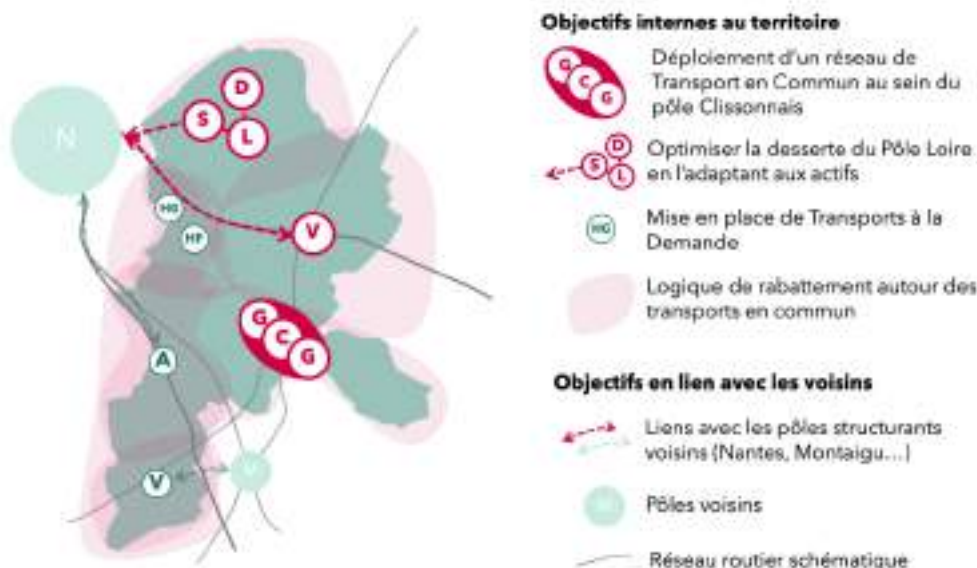 N
D
S
L
HG
HF
V
G
C
G
A
V
Objectifs internes au territoire
G
C
G
Déploiement d'un réseau de
Transport en Commun au sein du
pôle Clissonnais
D
S
L
Optimiser la desserte du Pôle Loire
en l'adaptant aux actifs
HG
Mise en place de Transports à la
Demande
Logique de rabattement autour des
transports en commun
Objectifs en lien avec les voisins
Liens avec les pôles structurants
voisins (Nantes, Montaigu...)
Pôles voisins
Réseau routier schématique